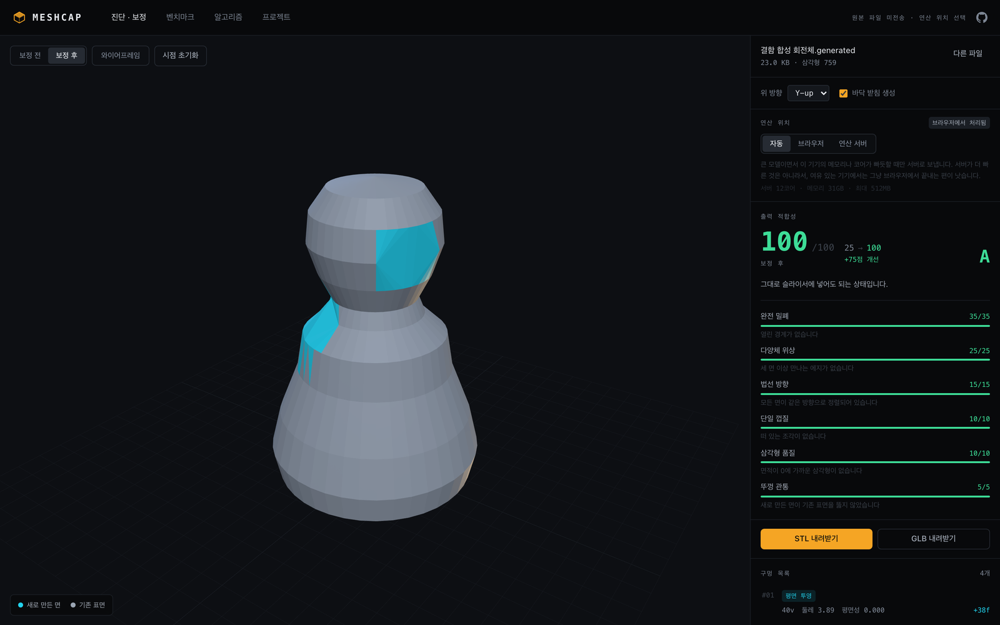 MESHCAP
진단 · 보정
벤치마크
알고리즘
프로젝트
원본 파일 미전송 · 연산 위치 선택
보정 전
보정 후
와이어프레임
시점 초기화
결함 합성 회전체.generated
23.0 KB · 삼각형 759
다른 파일
위 방향
Y-up
바닥 받침 생성
연산 위치
브라우저에서 처리됨
자동
브라우저
연산 서버
큰 모델이면서 이 기기의 메모리나 코어가 빠듯할 때만 서버로 보냅니다. 서버가 더 빠
른 것은 아니라서, 여유 있는 기기에서는 그냥 브라우저에서 끝내는 편이 낫습니다.
서버 12코어 · 메모리 31GB · 최대 512MB
출력 적합성
100 /100
25 → 100
+75점 개선
보정 후
A
그대로 슬라이서에 넣어도 되는 상태입니다.
완전 밀폐 35/35
열린 경계가 없습니다
다양체 위상 25/25
세 면 이상 만나는 에지가 없습니다
법선 방향 15/15
모든 면이 같은 방향으로 정렬되어 있습니다
단일 껍질 10/10
떠 있는 조각이 없습니다
삼각형 품질 10/10
면적이 0에 가까운 삼각형이 없습니다
뚜껑 관통 5/5
새로 만든 면이 기존 표면을 뚫지 않았습니다
STL 내려받기
GLB 내려받기
구멍 목록 4개
#01 평면 투영
40v 둘레 3.89 평면성 0.000 +38f
새로 만든 면
기존 표면